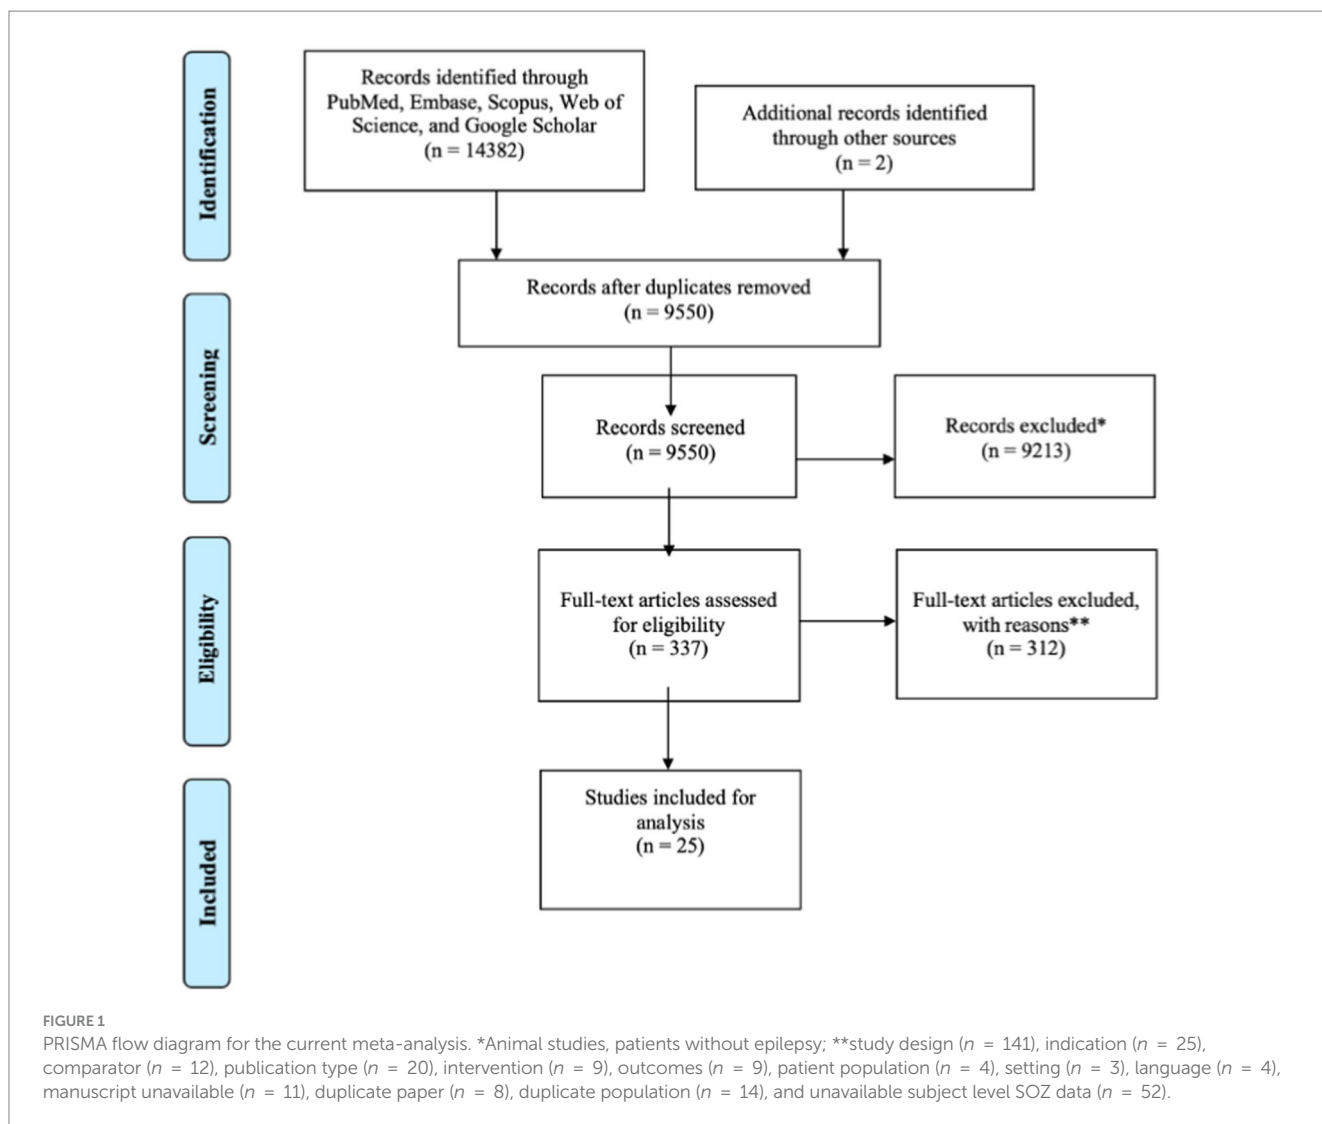 Identification
Records identified through
PubMed, Embase, Scopus, Web of
Science, and Google Scholar
(n = 14382)
Additional records identified
through other sources
(n = 2)
Records after duplicates removed
(n = 9550)
Screening
Records screened
(n = 9550)
Records excluded*
(n = 9213)
Eligibility
Full-text articles assessed
for eligibility
(n = 337)
Full-text articles excluded,
with reasons**
(n = 312)
Included
Studies included for
analysis
(n = 25)
FIGURE 1
PRISMA flow diagram for the current meta-analysis. *Animal studies, patients without epilepsy; **study design (n = 141), indication (n = 25),
comparator (n = 12), publication type (n = 20), intervention (n = 9), outcomes (n = 9), patient population (n = 4), setting (n = 3), language (n = 4),
manuscript unavailable (n = 11), duplicate paper (n = 8), duplicate population (n = 14), and unavailable subject level SOZ data (n = 52).